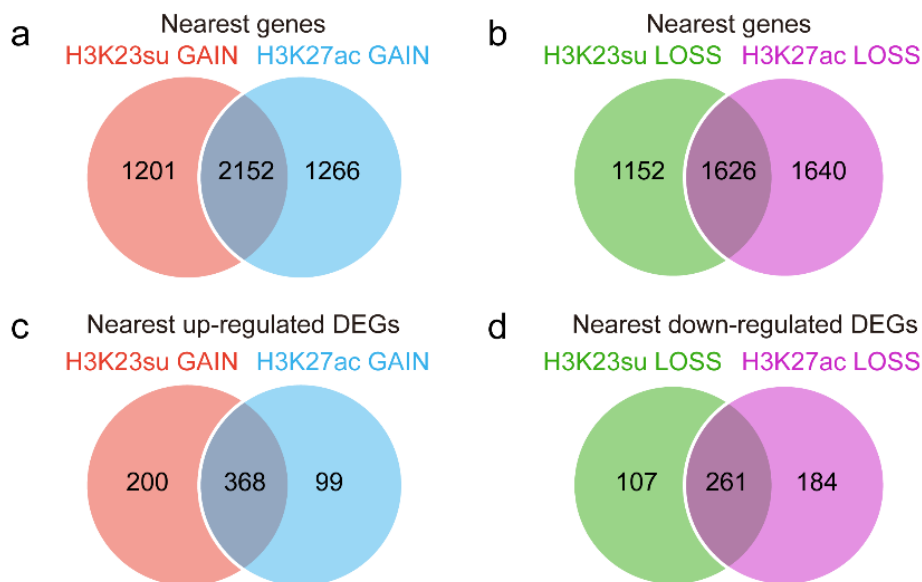 a
Nearest genes
H3K23su GAIN H3K27ac GAIN
1201 2152 1266
b
Nearest genes
H3K23su LOSS H3K27ac LOSS
1152 1626 1640
c
Nearest up-regulated DEGs
H3K23su GAIN H3K27ac GAIN
200 368 99
d
Nearest down-regulated DEGs
H3K23su LOSS H3K27ac LOSS
107 261 184